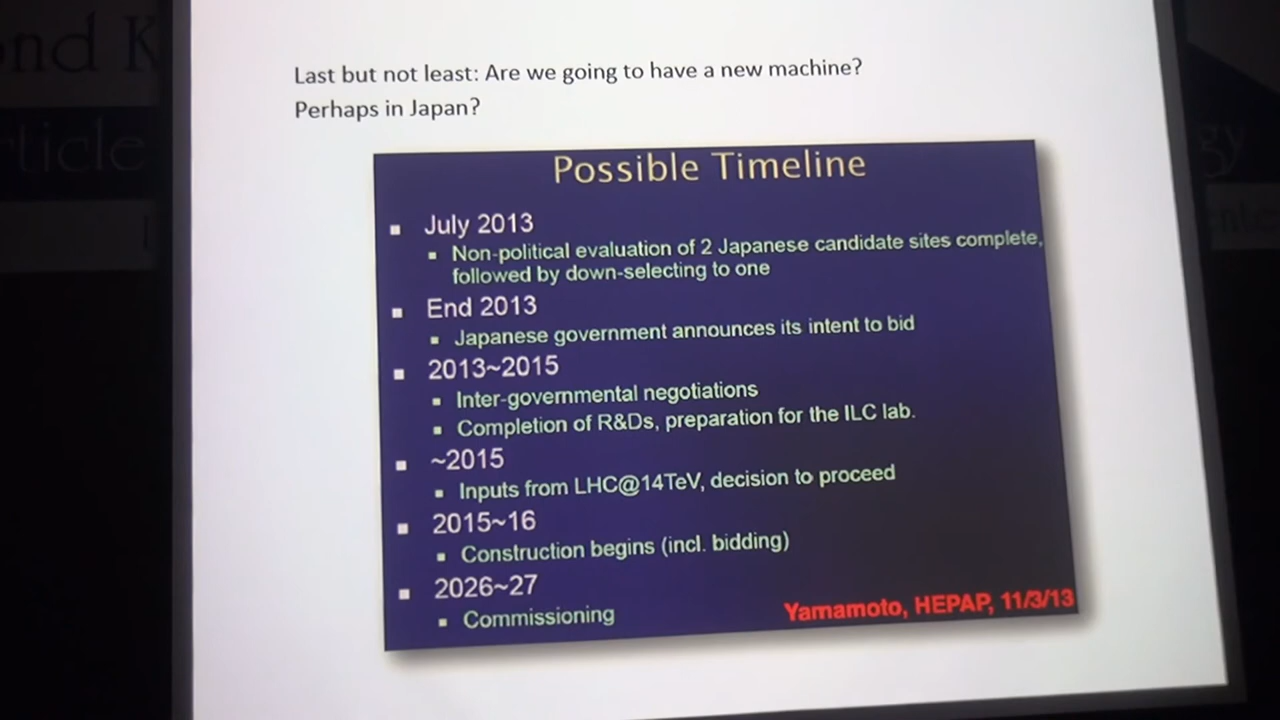 ond K
rticle
gy
Last but not least: Are we going to have a new machine?
Perhaps in Japan?
Possible Timeline
▪ July 2013
▪ Non-political evaluation of 2 Japanese candidate sites complete,
followed by down-selecting to one
▪ End 2013
▪ Japanese government announces its intent to bid
▪ 2013~2015
▪ Inter-governmental negotiations
▪ Completion of R&Ds, preparation for the ILC lab.
▪ ~2015
▪ Inputs from LHC@14TeV, decision to proceed
▪ 2015~16
▪ Construction begins (incl. bidding)
▪ 2026~27
▪ Commissioning
Yamamoto, HEPAP, 11/3/13